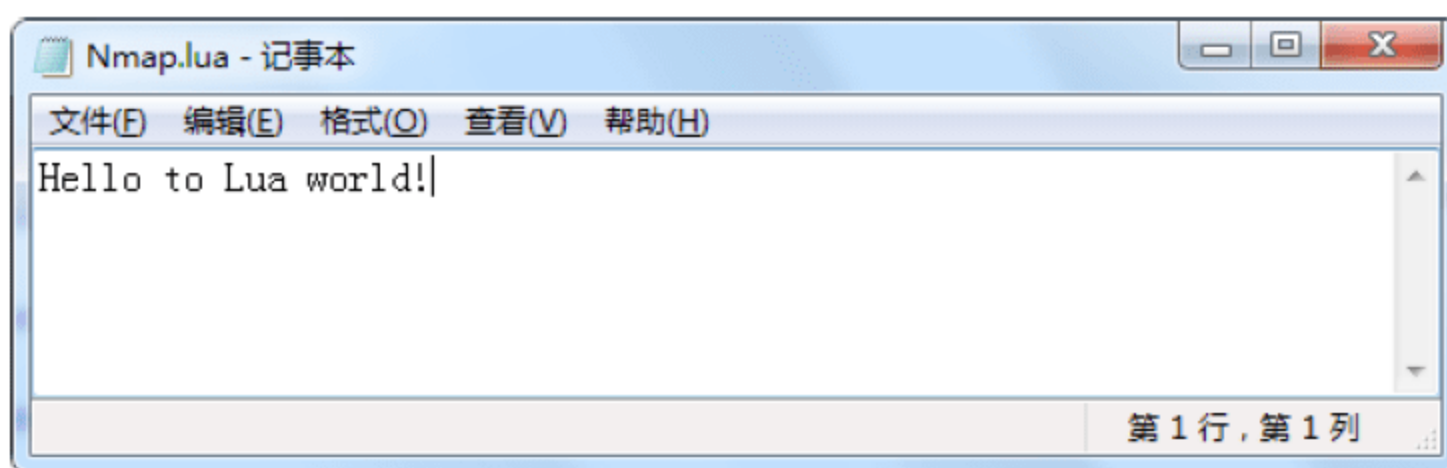 Nmap.lua - 记事本
文件(F) 编辑(E) 格式(O) 查看(V) 帮助(H)
Hello to Lua world!
第 1 行 , 第 1 列